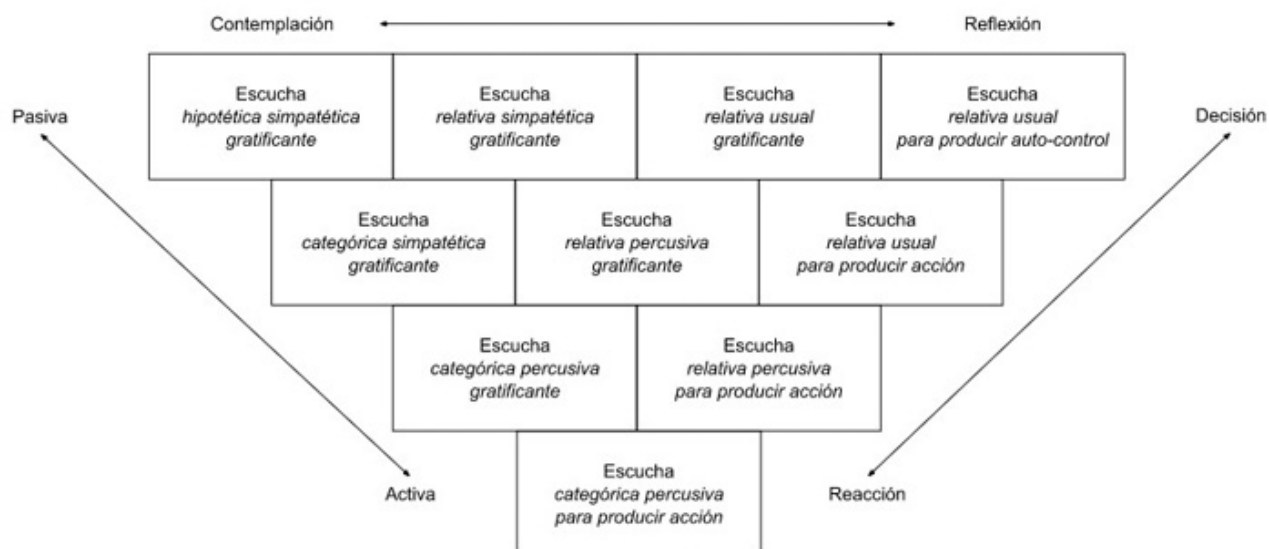 Contemplación
Reflexión
Pasiva
Decisión
Escucha
hipotética simpatética
gratificante
Escucha
relativa simpatética
gratificante
Escucha
relativa usual
gratificante
Escucha
relativa usual
para producir auto-control
Escucha
categórica simpatética
gratificante
Escucha
relativa percusiva
gratificante
Escucha
relativa usual
para producir acción
Escucha
categórica percusiva
gratificante
Escucha
relativa percusiva
para producir acción
Activa
Escucha
categórica percusiva
para producir acción
Reacción